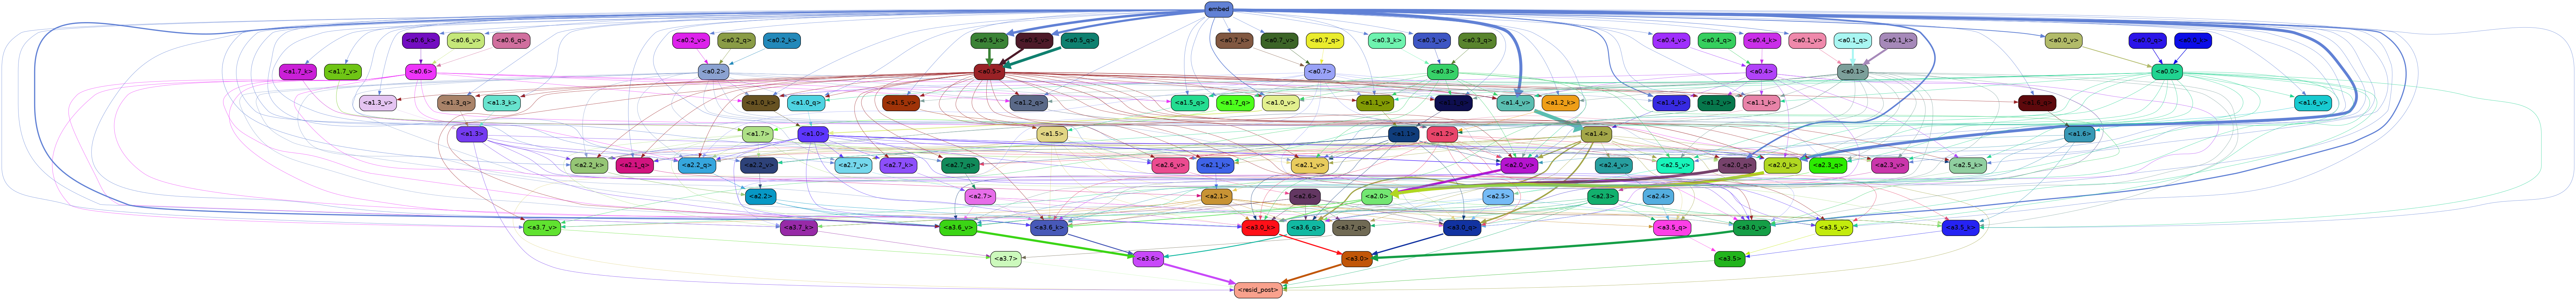 embed
<a0.6_k> <a0.6_v> <a0.6_q> <a0.2_v> <a0.2_q> <a0.2_k> <a0.5_k> <a0.5_v> <a0.5_q> <a0.7_k> <a0.7_v> <a0.7_q> <a0.3_k> <a0.3_v> <a0.3_q> <a0.4_v> <a0.4_q> <a0.4_k> <a0.1_v> <a0.1_q> <a0.1_k> <a0.0_v> <a0.0_q> <a0.0_k>
<a1.7_k> <a1.7_v> <a0.6> <a0.2> <a0.5> <a0.7> <a0.3> <a0.4> <a0.1> <a0.0>
<a1.3_v> <a1.3_q> <a1.3_k> <a1.0_k> <a1.0_q> <a1.5_v> <a1.2_q> <a1.5_q> <a1.7_q> <a1.0_v> <a1.1_v> <a1.4_v> <a1.2_k> <a1.4_k> <a1.2_v> <a1.1_k> <a1.6_v>
<a1.3> <a1.7> <a1.0> <a1.5> <a1.1> <a1.2> <a1.4> <a1.6>
<a2.2_k> <a2.1_q> <a2.2_q> <a2.2_v> <a2.7_v> <a2.7_k> <a2.7_q> <a2.6_v> <a2.1_k> <a2.1_v> <a2.0_v> <a2.4_v> <a2.5_v> <a2.0_q> <a2.0_k> <a2.3_q> <a2.3_v> <a2.5_k>
<a2.2> <a2.7> <a2.1> <a2.6> <a2.0> <a2.5> <a2.3> <a2.4>
<a3.7_v> <a3.7_k> <a3.6_v> <a3.6_k> <a3.0_k> <a3.6_q> <a3.7_q> <a3.0_q> <a3.5_q> <a3.0_v> <a3.5_v> <a3.5_k>
<a3.7> <a3.6> <a3.0> <a3.5>
<resid_post>